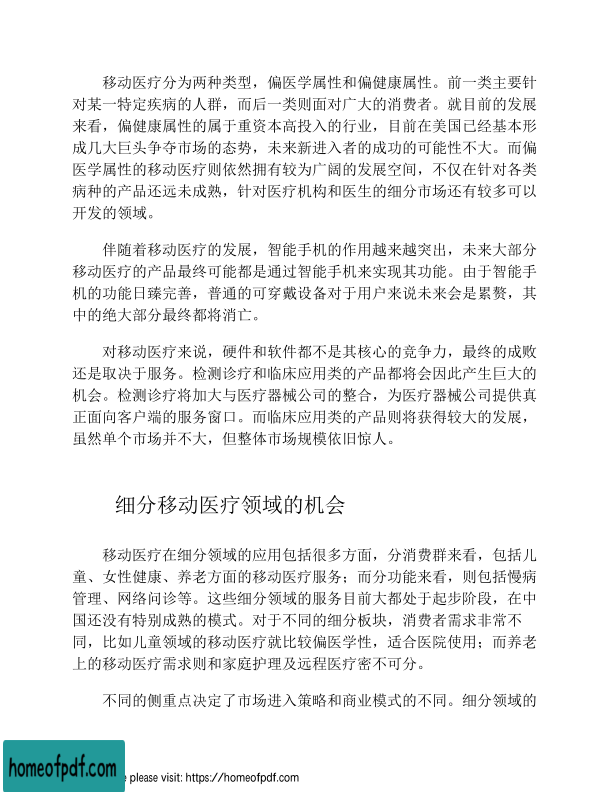 移动医疗分为两种类型，偏医学属性和偏健康属性。前一类主要针
对某一特定疾病的人群，而后一类则面对广大的消费者。就目前的发展
来看，偏健康属性的属于重资本高投入的行业，目前在美国已经基本形
成几大巨头争夺市场的态势，未来新进入者的成功的可能性不大。而偏
医学属性的移动医疗则依然拥有较为广阔的发展空间，不仅在针对各类
病种的产品还远未成熟，针对医疗机构和医生的细分市场还有较多可以
开发的领域。
伴随着移动医疗的发展，智能手机的作用越来越突出，未来大部分
移动医疗的产品最终可能都是通过智能手机来实现其功能。由于智能手
机的功能日臻完善，普通的可穿戴设备对于用户来说未来会是累赘，其
中的绝大部分最终都将消亡。
对移动医疗来说，硬件和软件都不是其核心的竞争力，最终的成败
还是取决于服务。检测诊疗和临床应用类的产品都将会因此产生巨大的
机会。检测诊疗将加大与医疗器械公司的整合，为医疗器械公司提供真
正面向客户端的服务窗口。而临床应用类的产品则将获得较大的发展，
虽然单个市场并不大，但整体市场规模依旧惊人。
细分移动医疗领域的机会
移动医疗在细分领域的应用包括很多方面，分消费群来看，包括儿
童、女性健康、养老方面的移动医疗服务；而分功能来看，则包括慢病
管理、网络问诊等。这些细分领域的服务目前大都处于起步阶段，在中
国还没有特别成熟的模式。对于不同的细分板块，消费者需求非常不
同，比如儿童领域的移动医疗就比较偏医学性，适合医院使用；而养老
上的移动医疗需求则和家庭护理及远程医疗密不可分。
不同的侧重点决定了市场进入策略和商业模式的不同。细分领域的
homeofpdf.com
e please visit: https://homeofpdf.com